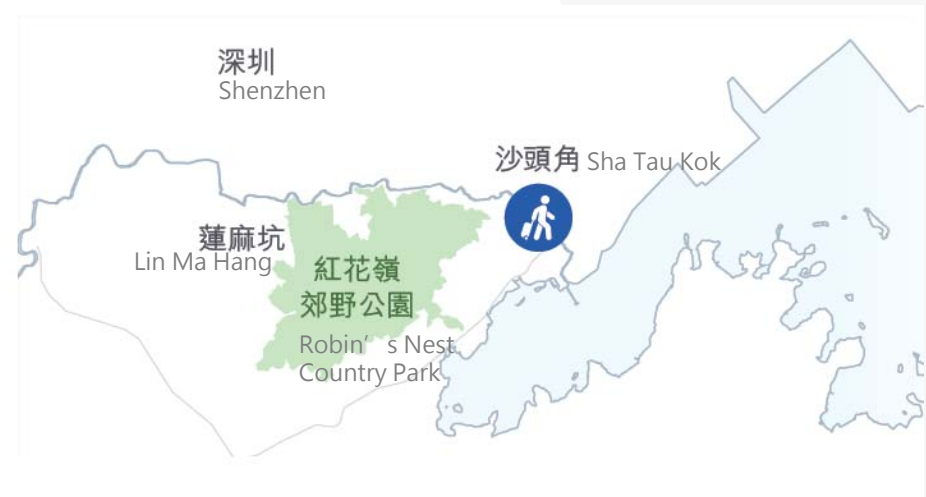 深圳
Shenzhen
沙頭角 Sha Tau Kok
蓮麻坑
Lin Ma Hang
紅花嶺
郊野公園
Robin’s Nest
Country Park